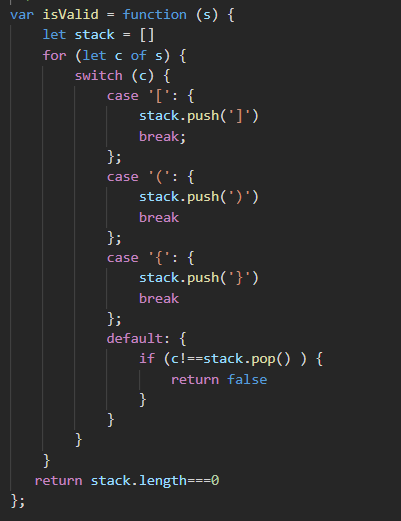 var isValid = function (s) {
    let stack = []
    for (let c of s) {
        switch (c) {
            case '[': {
                stack.push(']')
                break;
            };
            case '(': {
                stack.push(')')
                break
            };
            case '{': {
                stack.push('}')
                break
            };
            default: {
                if (c!==stack.pop() ) {
                    return false
                }
            }
        }
    }
   return stack.length===0
};